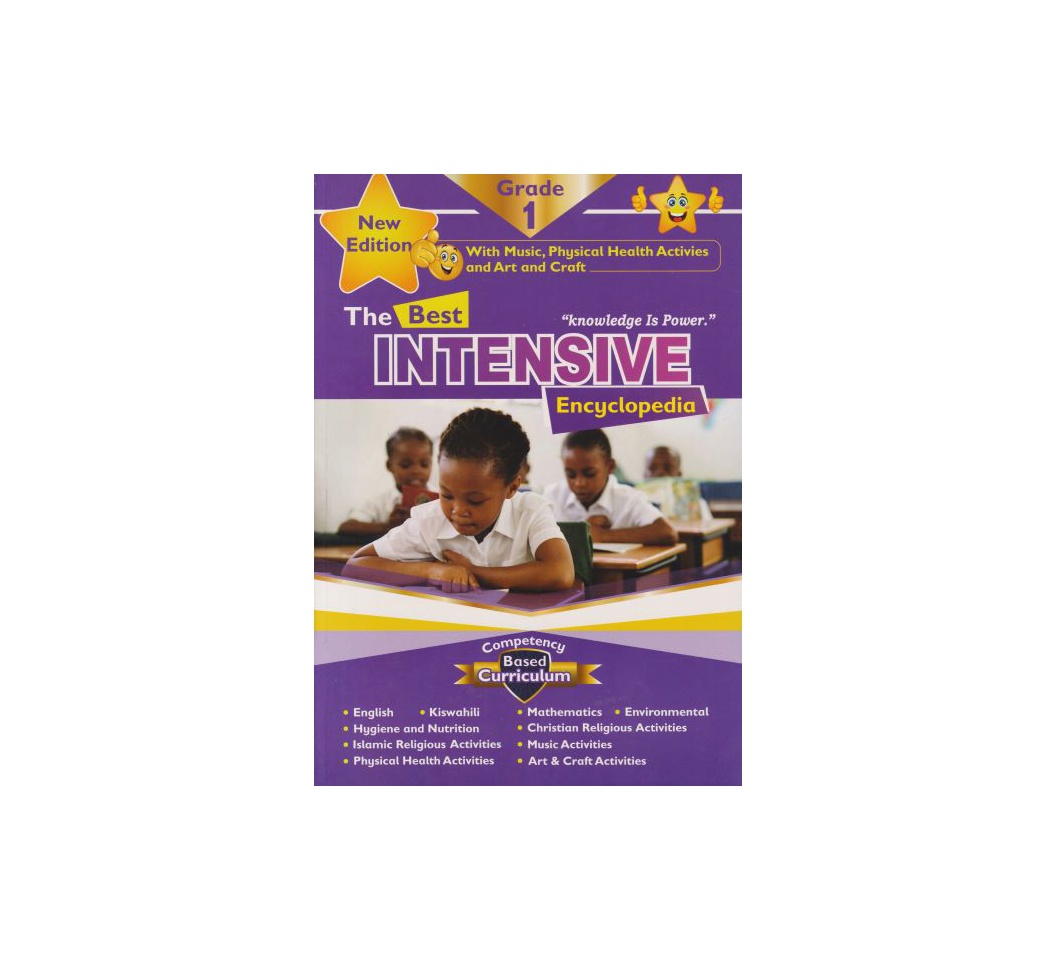 Grade
1
New
Edition
With Music, Physical Health Activies
and Art and Craft
The Best
“knowledge Is Power.”
INTENSIVE
Encyclopedia
Competency
Based
Curriculum
• English • Kiswahili • Mathematics • Environmental
• Hygiene and Nutrition • Christian Religious Activities
• Islamic Religious Activities • Music Activities
• Physical Health Activities • Art & Craft Activities